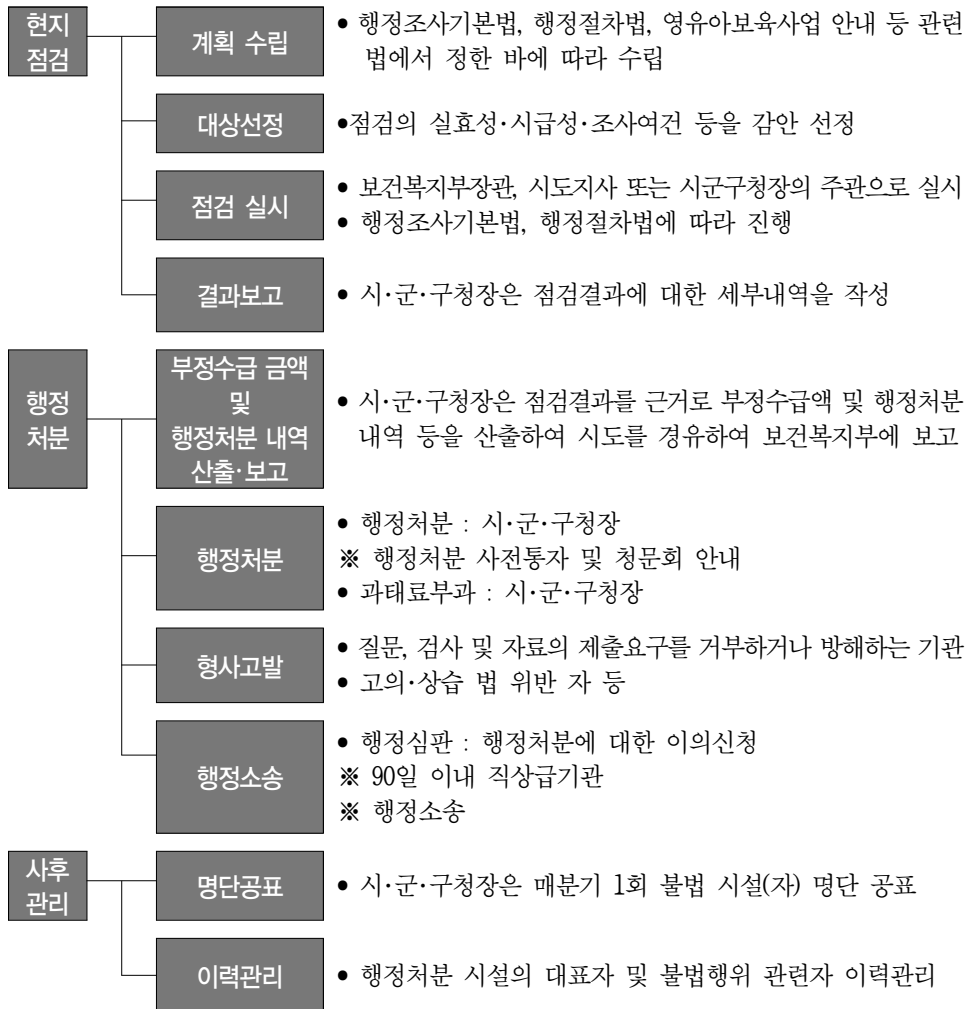 현지
점검
계획 수립
• 행정조사기본법, 행정절차법, 영유아보육사업 안내 등 관련
법에서 정한 바에 따라 수립
대상선정
•점검의 실효성·시급성·조사여건 등을 감안 선정
점검 실시
• 보건복지부장관, 시도지사 또는 시군구청장의 주관으로 실시
• 행정조사기본법, 행정절차법에 따라 진행
결과보고
• 시·군·구청장은 점검결과에 대한 세부내역을 작성
행정
처분
부정수급 금액
및
행정처분 내역
산출·보고
• 시·군·구청장은 점검결과를 근거로 부정수급액 및 행정처분
내역 등을 산출하여 시도를 경유하여 보건복지부에 보고
행정처분
• 행정처분 : 시·군·구청장
※ 행정처분 사전통자 및 청문회 안내
• 과태료부과 : 시·군·구청장
형사고발
• 질문, 검사 및 자료의 제출요구를 거부하거나 방해하는 기관
• 고의·상습 법 위반 자 등
행정소송
• 행정심판 : 행정처분에 대한 이의신청
※ 90일 이내 직상급기관
※ 행정소송
사후
관리
명단공표
• 시·군·구청장은 매분기 1회 불법 시설(자) 명단 공표
이력관리
• 행정처분 시설의 대표자 및 불법행위 관련자 이력관리